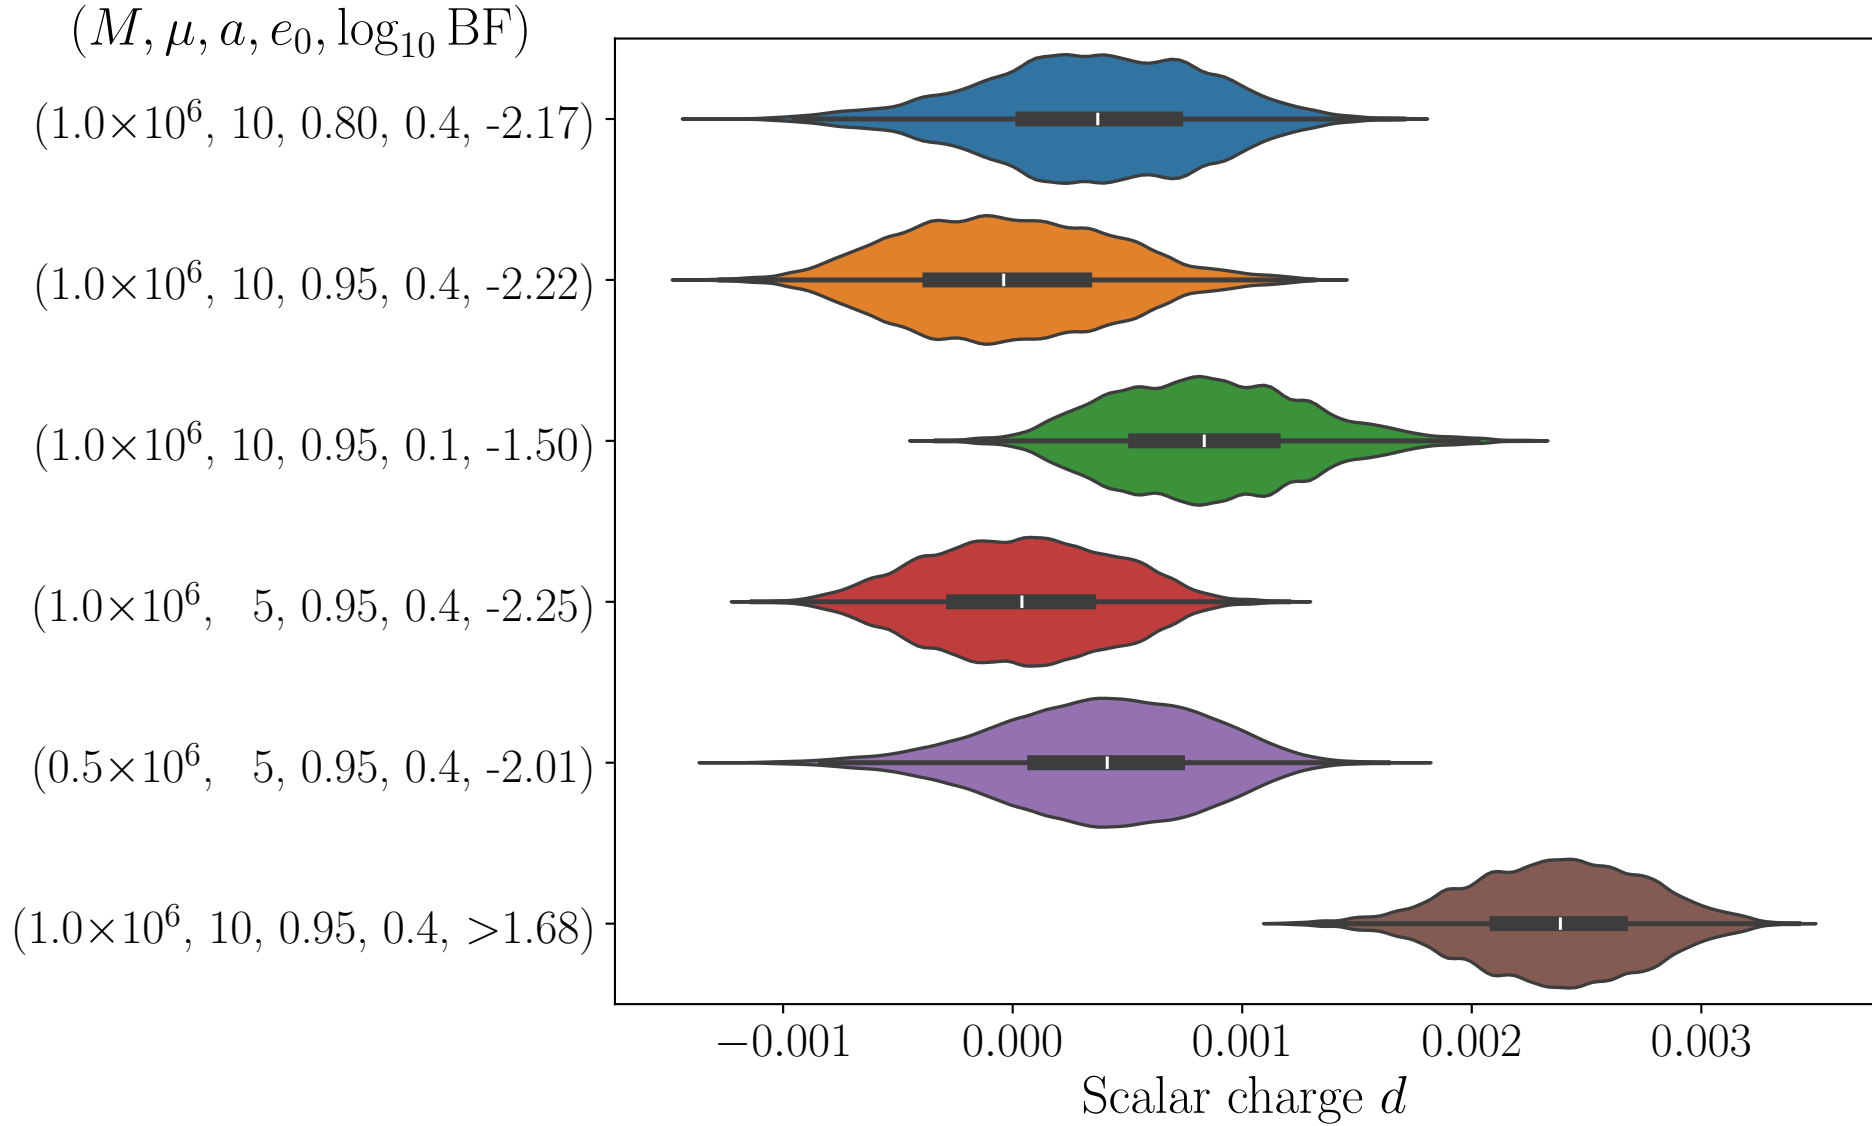 (M, μ, a, e₀, log₁₀ BF)
(1.0×10⁶, 10, 0.80, 0.4, -2.17)
(1.0×10⁶, 10, 0.95, 0.4, -2.22)
(1.0×10⁶, 10, 0.95, 0.1, -1.50)
(1.0×10⁶, 5, 0.95, 0.4, -2.25)
(0.5×10⁶, 5, 0.95, 0.4, -2.01)
(1.0×10⁶, 10, 0.95, 0.4, >1.68)
−0.001 0.000 0.001 0.002 0.003
Scalar charge d